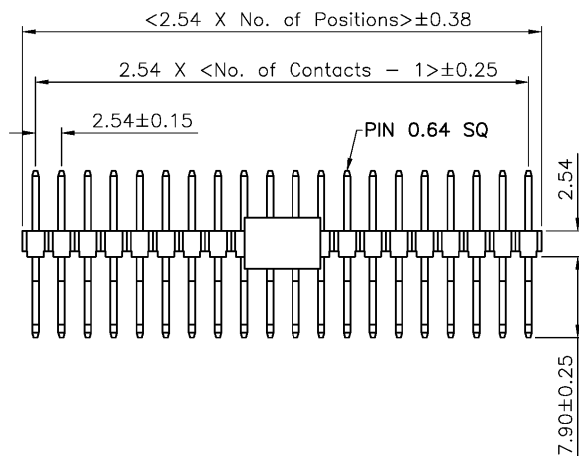 <2.54 X No. of Positions>±0.38
2.54 X <No. of Contacts - 1>±0.25
2.54±0.15
PIN 0.64 SQ
2.54
7.90±0.25